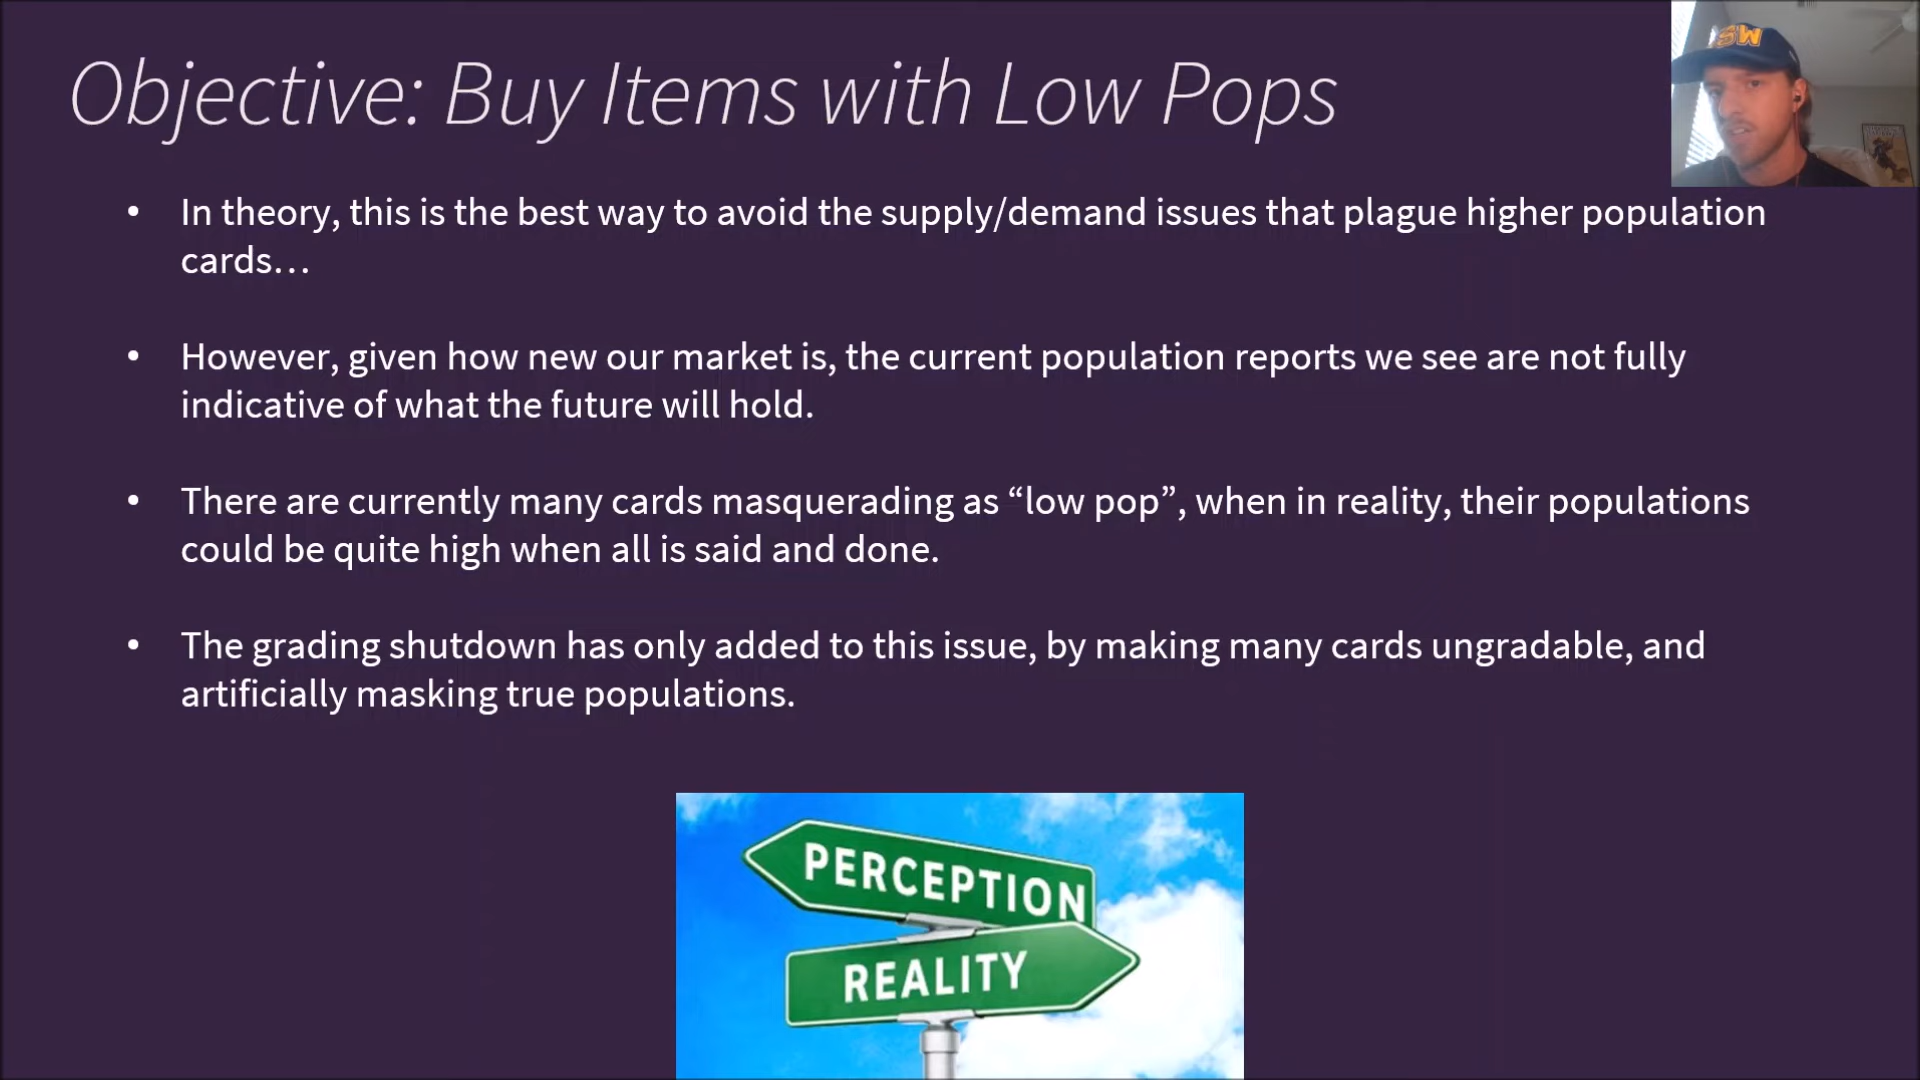 Objective: Buy Items with Low Pops
SW
• In theory, this is the best way to avoid the supply/demand issues that plague higher population
cards…
• However, given how new our market is, the current population reports we see are not fully
indicative of what the future will hold.
• There are currently many cards masquerading as “low pop”, when in reality, their populations
could be quite high when all is said and done.
• The grading shutdown has only added to this issue, by making many cards ungradable, and
artificially masking true populations.
PERCEPTION
REALITY